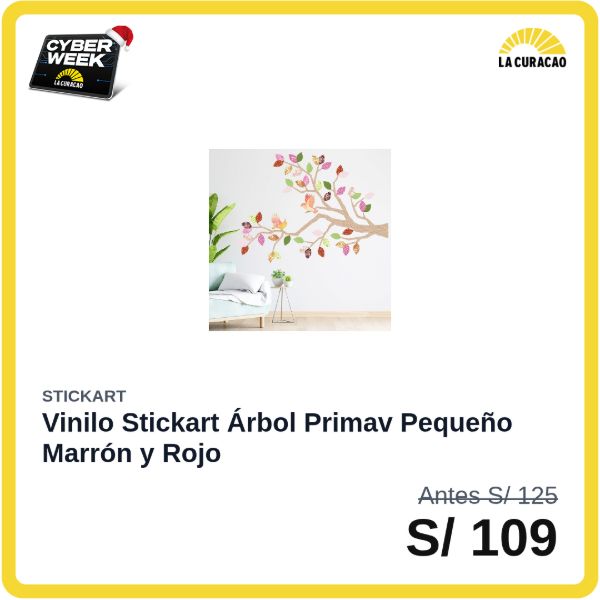 CYBER
WEEK
LA CURACAO
LA CURACAO
STICKART
Vinilo Stickart Árbol Primav Pequeño
Marrón y Rojo
Antes S/ 125
S/ 109